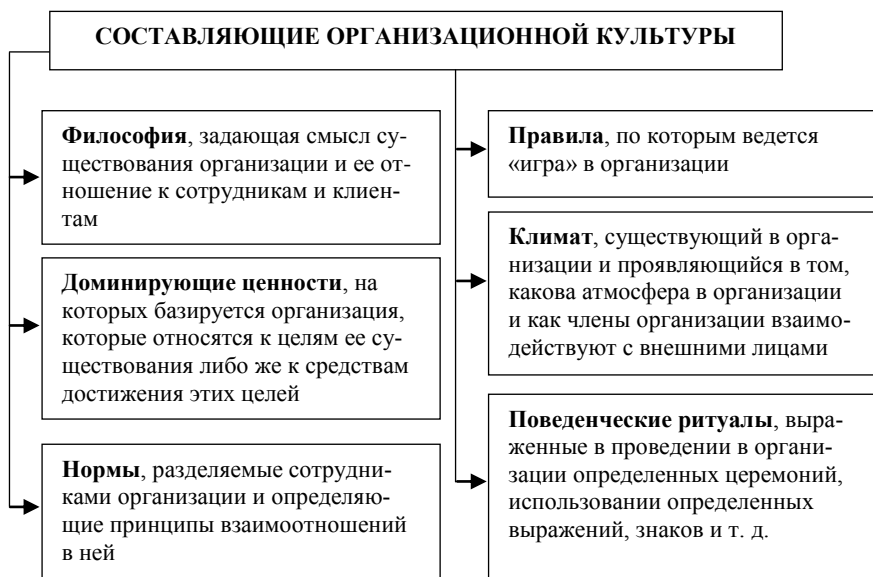 СОСТАВЛЯЮЩИЕ ОРГАНИЗАЦИОННОЙ КУЛЬТУРЫ
Философия, задающая смысл су-
ществования организации и ее от-
ношение к сотрудникам и клиен-
там
Доминирующие ценности, на
которых базируется организация,
которые относятся к целям ее су-
ществования либо же к средствам
достижения этих целей
Нормы, разделяемые сотрудни-
ками организации и определяю-
щие принципы взаимоотношений
в ней
Правила, по которым ведется
«игра» в организации
Климат, существующий в орга-
низации и проявляющийся в том,
какова атмосфера в организации
и как члены организации взаимо-
действуют с внешними лицами
Поведенческие ритуалы, выра-
женные в проведении в органи-
зации определенных церемоний,
использовании определенных
выражений, знаков и т. д.